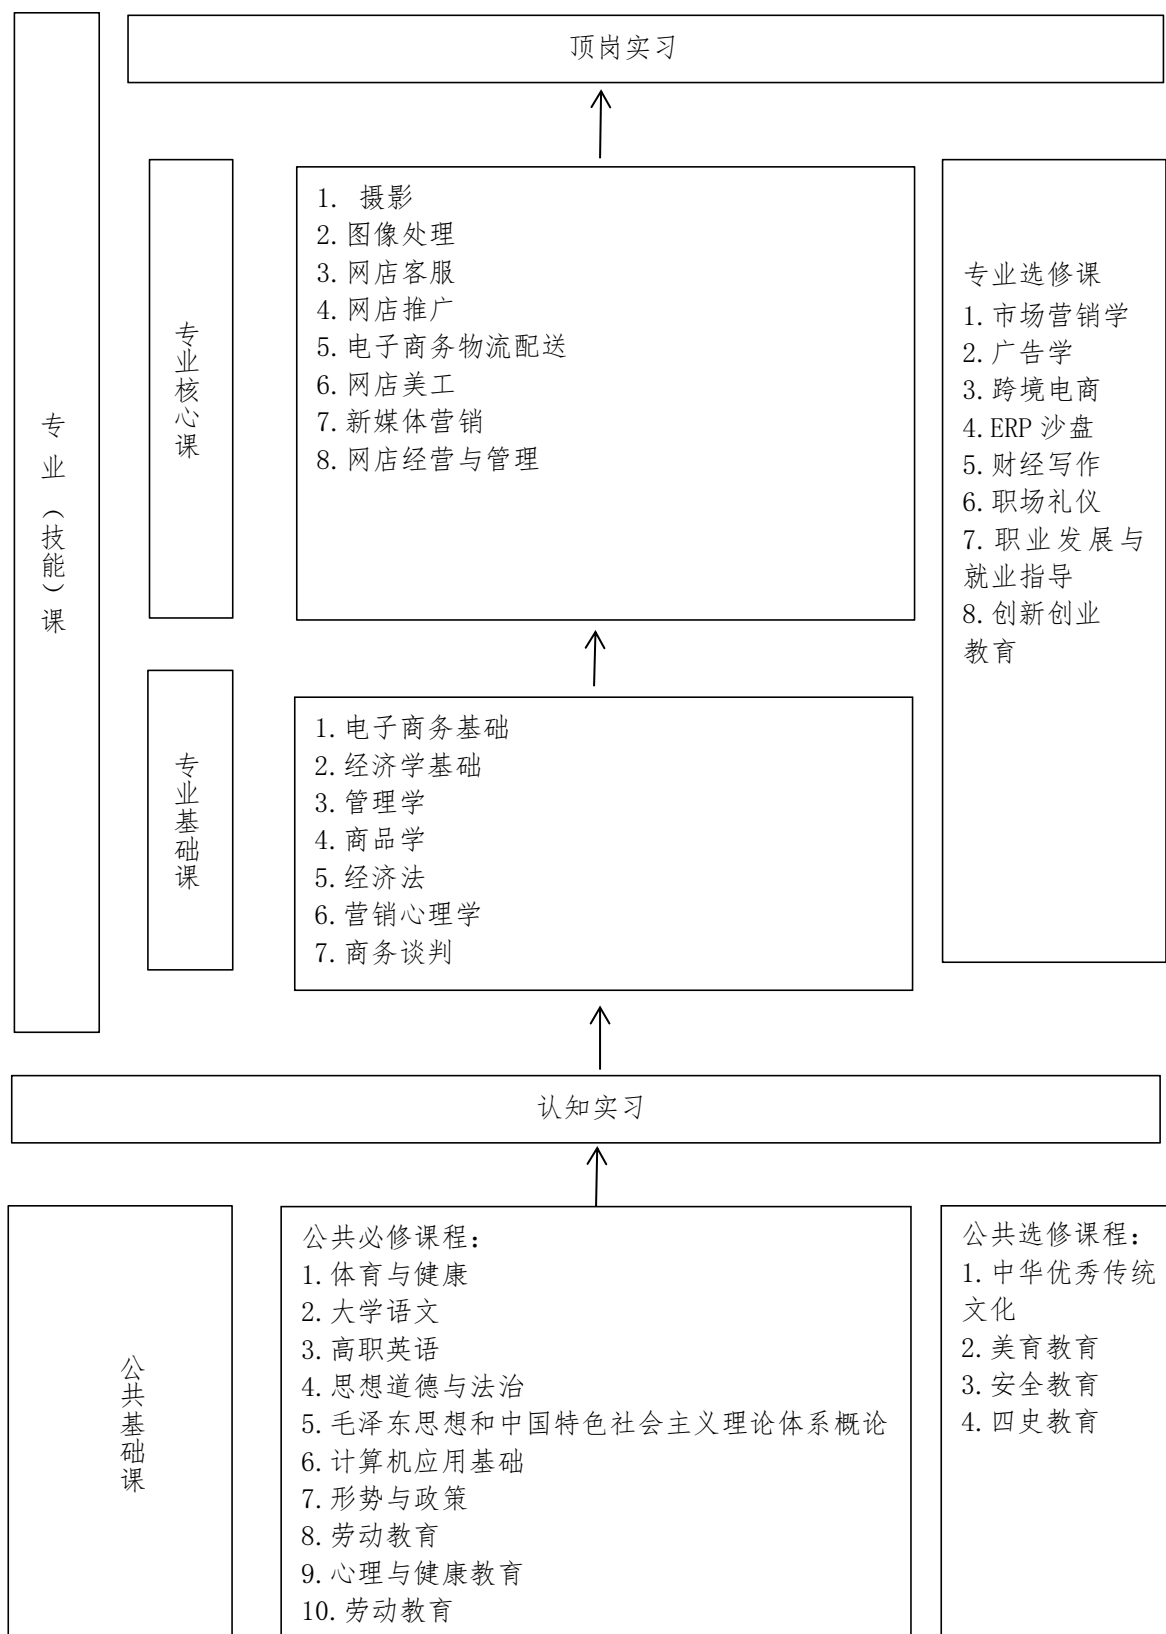 顶岗实习
专业（技能）课
专业核心课
1. 摄影
2.图像处理
3.网店客服
4.网店推广
5.电子商务物流配送
6.网店美工
7.新媒体营销
8.网店经营与管理
专业选修课
1.市场营销学
2.广告学
3.跨境电商
4.ERP 沙盘
5.财经写作
6.职场礼仪
7.职业发展与
就业指导
8.创新创业
教育
专业基础课
1.电子商务基础
2.经济学基础
3.管理学
4.商品学
5.经济法
6.营销心理学
7.商务谈判
认知实习
公共基础课
公共必修课程：
1.体育与健康
2.大学语文
3.高职英语
4.思想道德与法治
5.毛泽东思想和中国特色社会主义理论体系概论
6.计算机应用基础
7.形势与政策
8.劳动教育
9.心理与健康教育
10.劳动教育
公共选修课程：
1.中华优秀传统
文化
2.美育教育
3.安全教育
4.四史教育